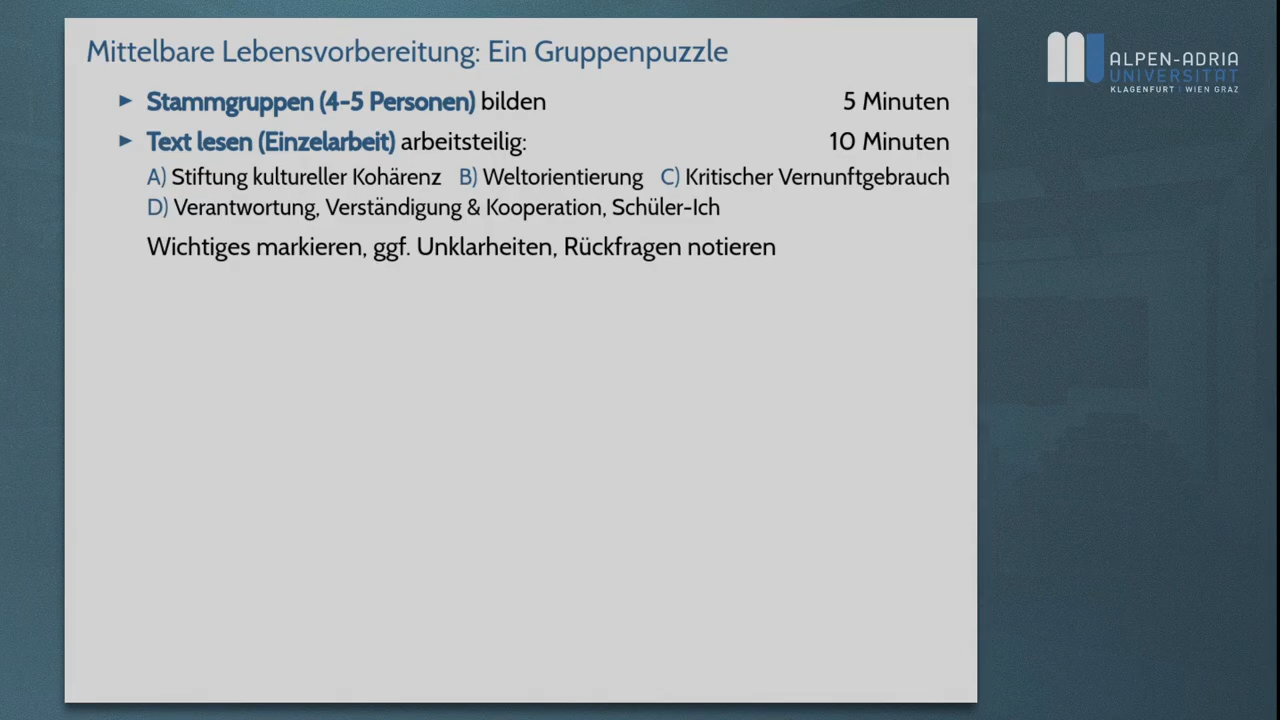 Mittelbare Lebensvorbereitung: Ein Gruppenpuzzle
► Stammgruppen (4-5 Personen) bilden 5 Minuten
► Text lesen (Einzelarbeit) arbeitsteilig: 10 Minuten
A) Stiftung kultureller Kohärenz B) Weltorientierung C) Kritischer Vernunftgebrauch
D) Verantwortung, Verständigung & Kooperation, Schüler-Ich
Wichtiges markieren, ggf. Unklarheiten, Rückfragen notieren
ALPEN-ADRIA
UNIVERSITÄT
KLAGENFURT | WIEN GRAZ